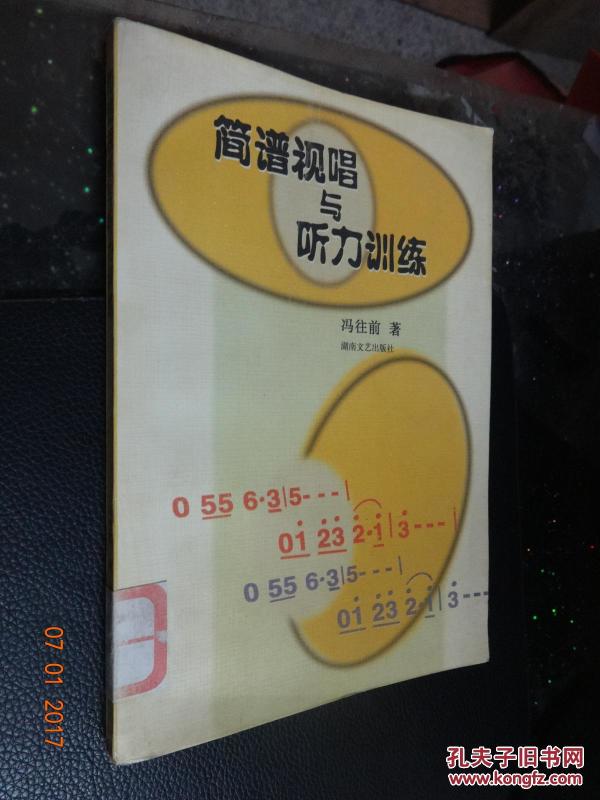 简谱视唱
与
听力训练
冯往前 著
湖南文艺出版社
0 55 6·3|5---|
01 23 2·1|3---|
0 55 6·3|5---|
01 23 2·1|3---
07 01 2017
孔夫子旧书网
www.kongfz.com